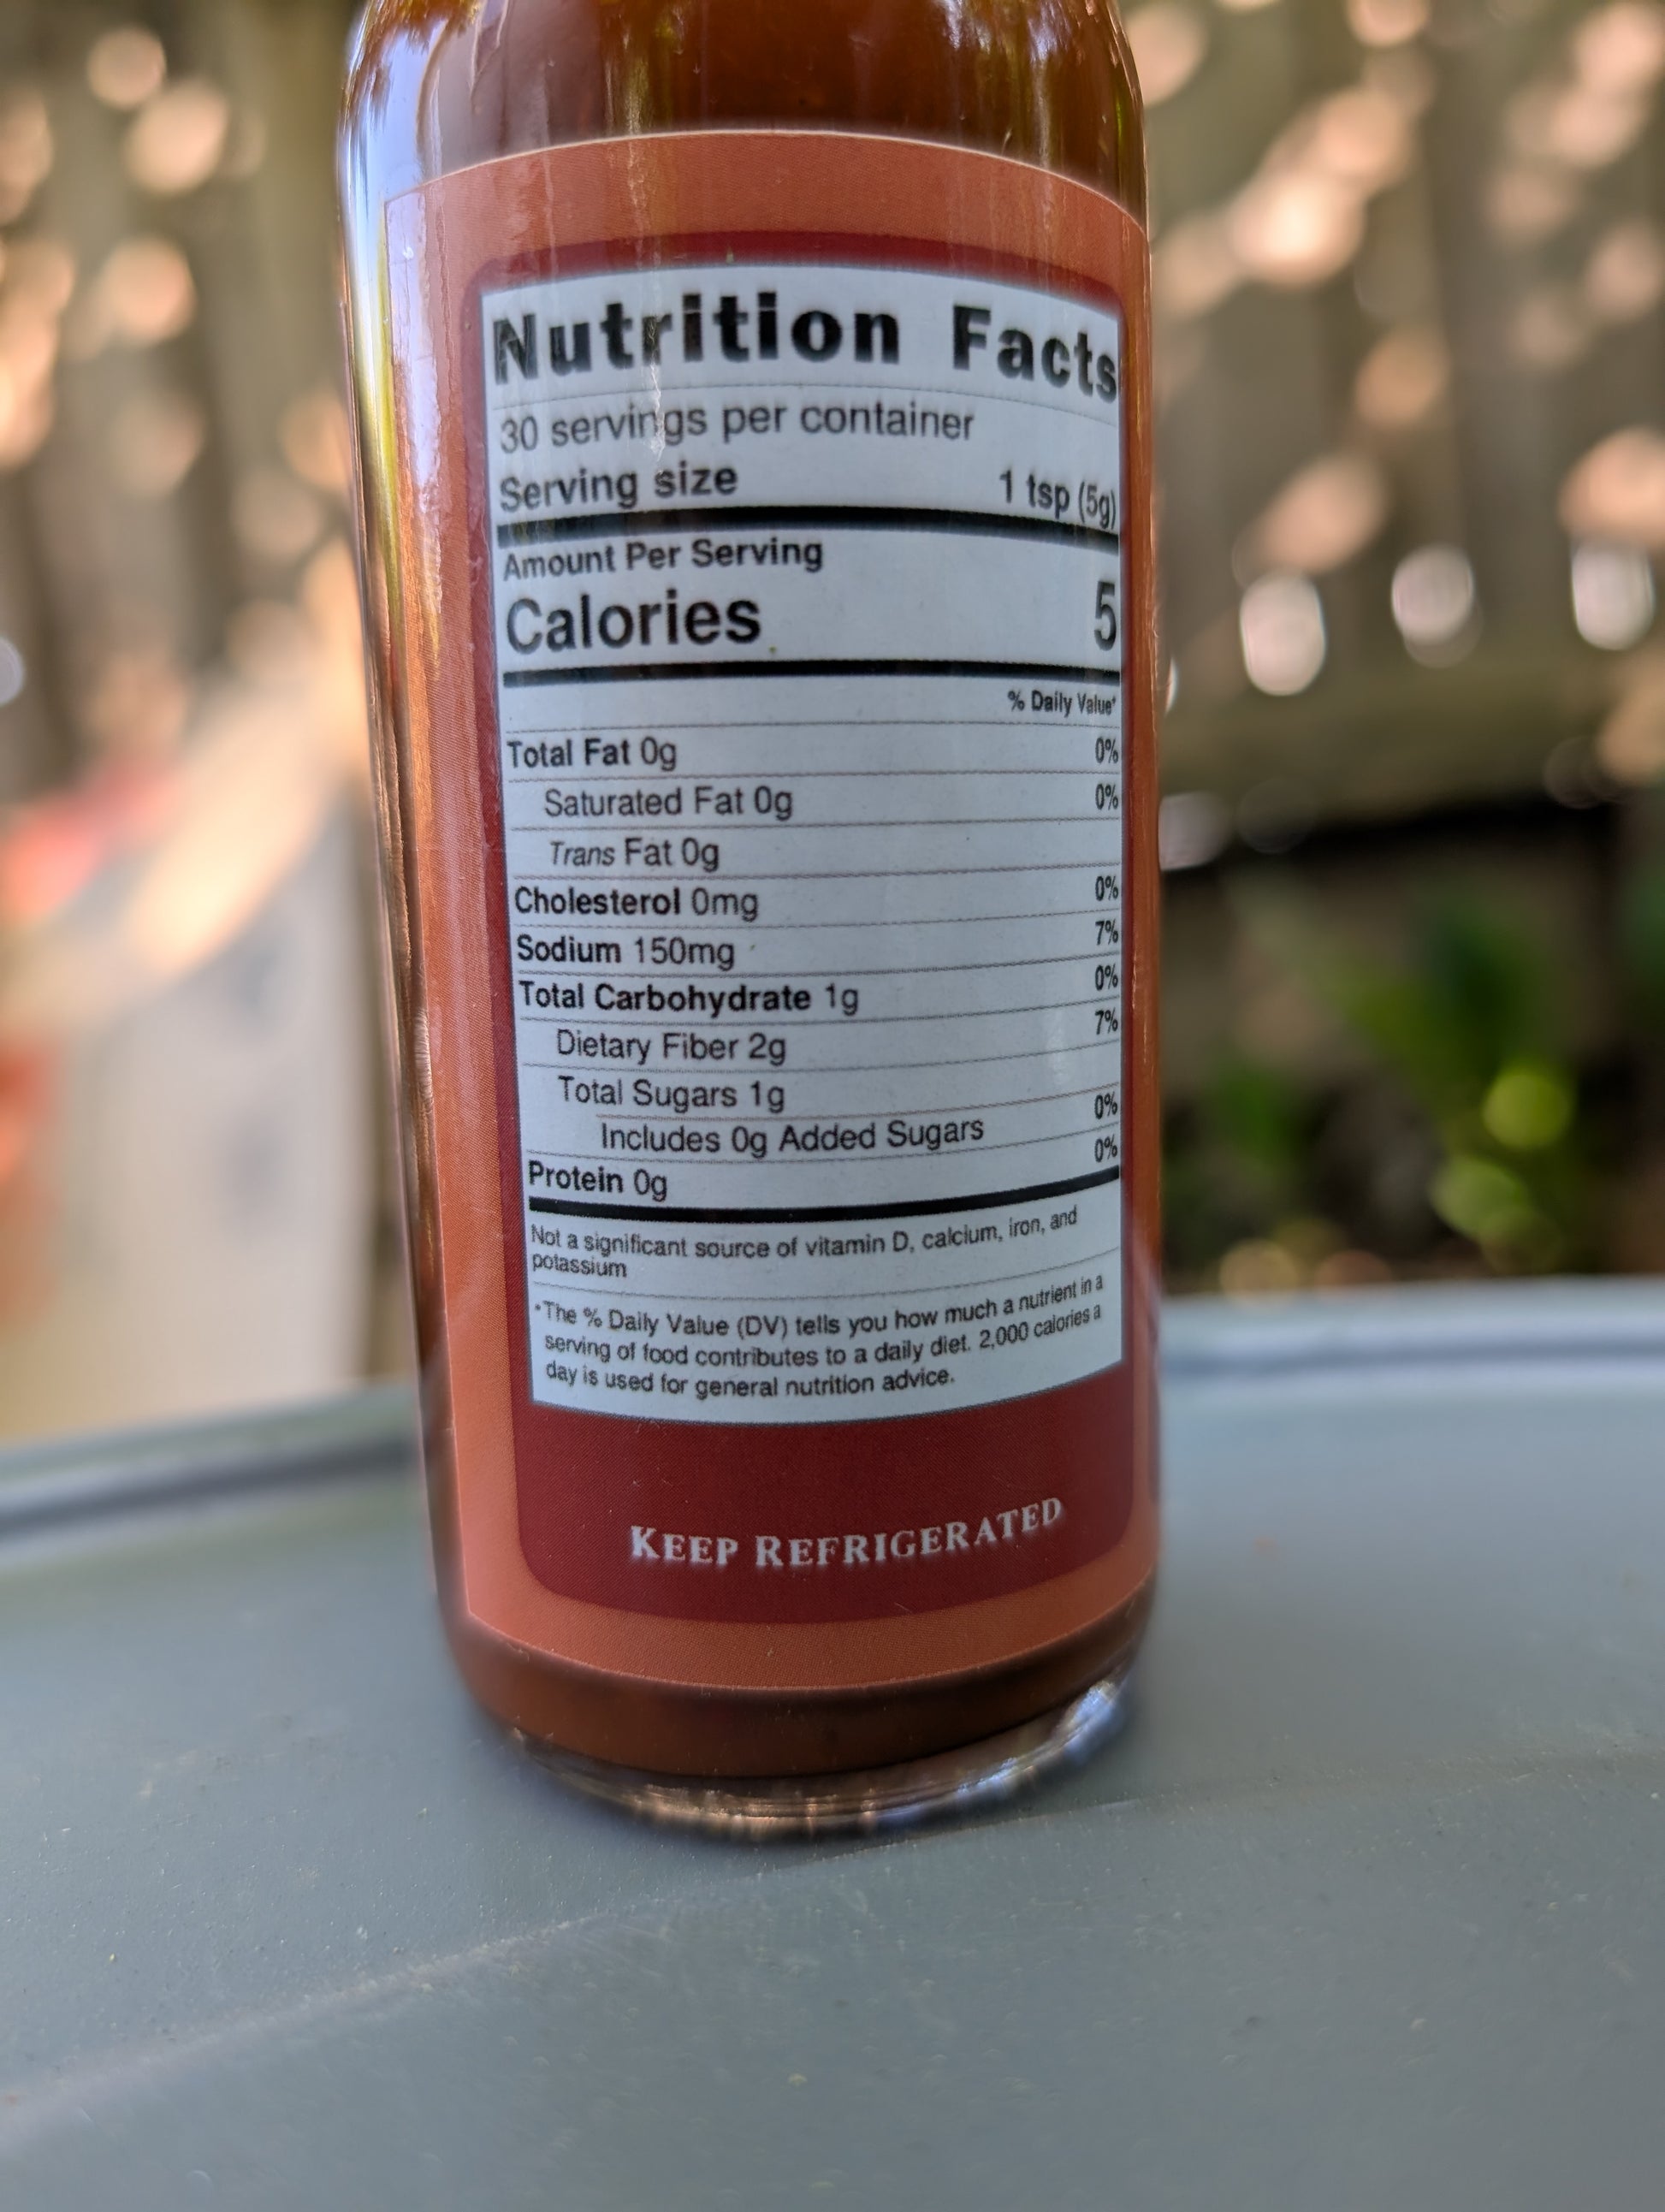 Nutrition Facts
30 servings per container
Serving size 1 tsp (5g)
Amount Per Serving
Calories 5
% Daily Value*
Total Fat 0g 0%
Saturated Fat 0g 0%
Trans Fat 0g
Cholesterol 0mg 0%
Sodium 150mg 7%
Total Carbohydrate 1g 0%
Dietary Fiber 2g 7%
Total Sugars 1g
Includes 0g Added Sugars 0%
Protein 0g 0%
Not a significant source of vitamin D, calcium, iron, and
potassium
*The % Daily Value (DV) tells you how much a nutrient in a
serving of food contributes to a daily diet. 2,000 calories a
day is used for general nutrition advice.
KEEP REFRIGERATED